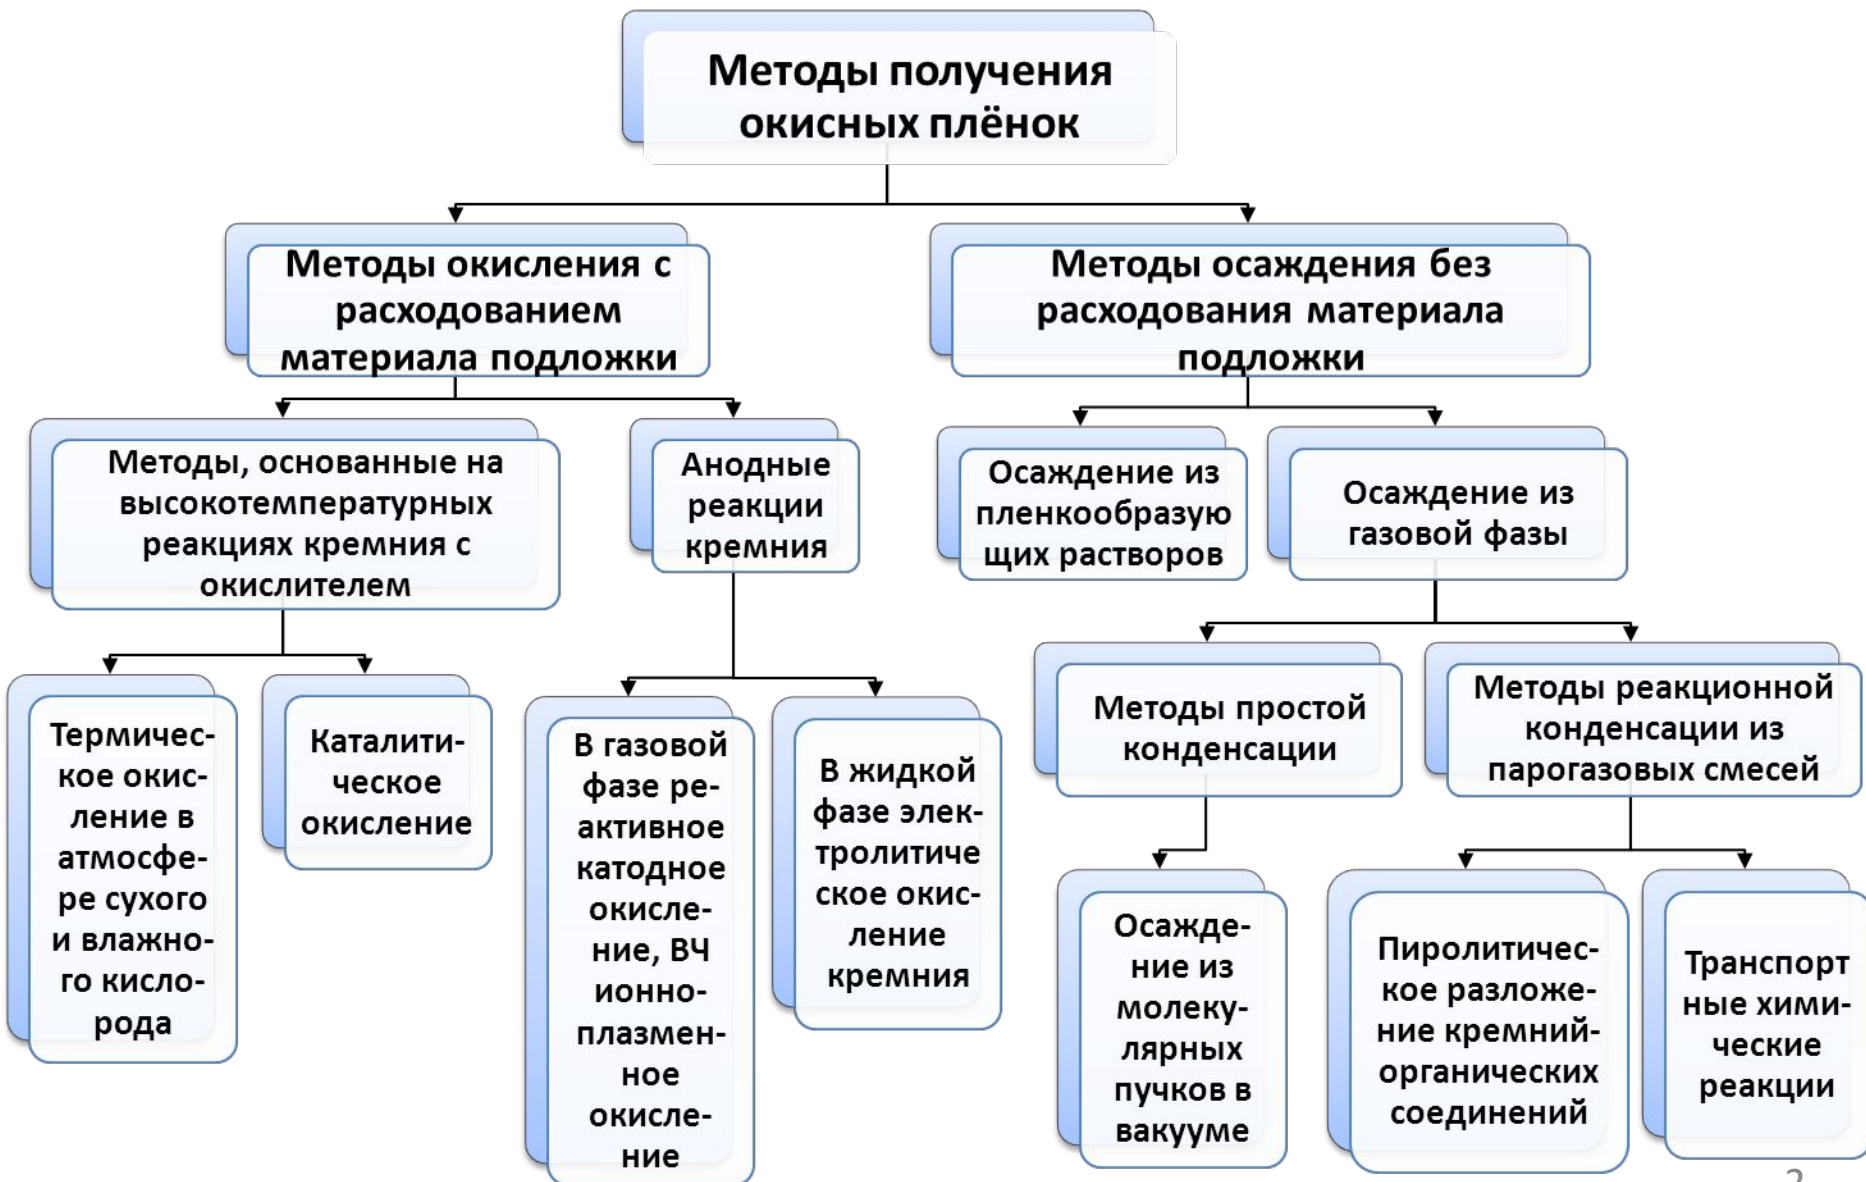 Методы получения
окисных плёнок
Методы окисления с
расходованием
материала подложки
Методы осаждения без
расходования материала
подложки
Методы, основанные на
высокотемпературных
реакциях кремния с
окислителем
Анодные
реакции
кремния
Осаждение из
пленкообразую
щих растворов
Осаждение из
газовой фазы
Термичес-
кое окис-
ление в
атмосфе-
ре сухого
и влажно-
го кисло-
рода
Каталити-
ческое
окисление
В газовой
фазе ре-
активное
катодное
окисле-
ние, ВЧ
ионно-
плазмен-
ное
окисле-
ние
В жидкой
фазе элек-
тролитиче
ское окис-
ление
кремния
Методы простой
конденсации
Методы реакционной
конденсации из
парогазовых смесей
Осажде-
ние из
молеку-
лярных
пучков в
вакууме
Пиролитичес-
кое разложе-
ние кремний-
органических
соединений
Транспорт
ные хими-
ческие
реакции
2